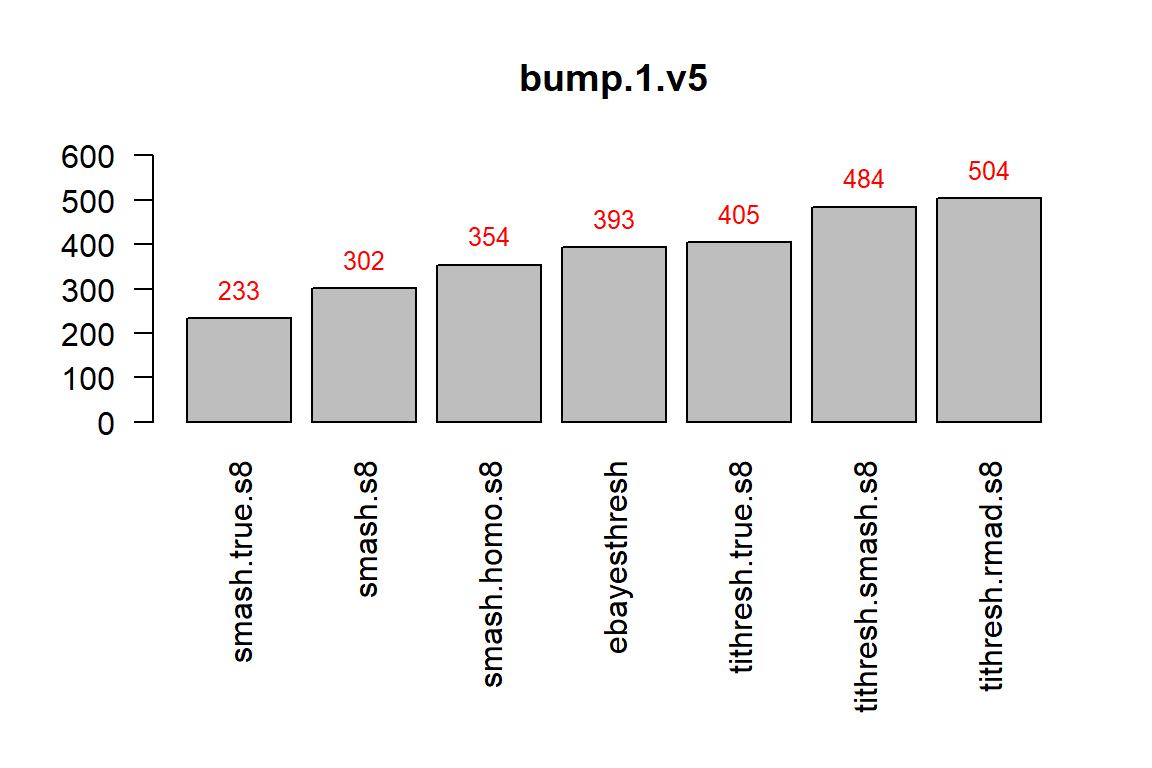 bump.1.v5
600
500
400
300
200
100
0
233
302
354
393
405
484
504
smash.true.s8
smash.s8
smash.homo.s8
ebayesthresh
tithresh.true.s8
tithresh.smash.s8
tithresh.rmad.s8